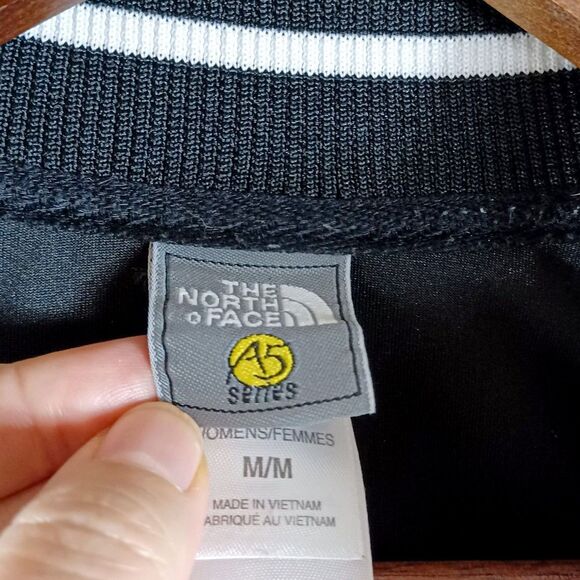 THE
NORTH
FACE
A5
series
WOMENS/FEMMES
M/M
MADE IN VIETNAM
FABRIQUÉ AU VIETNAM